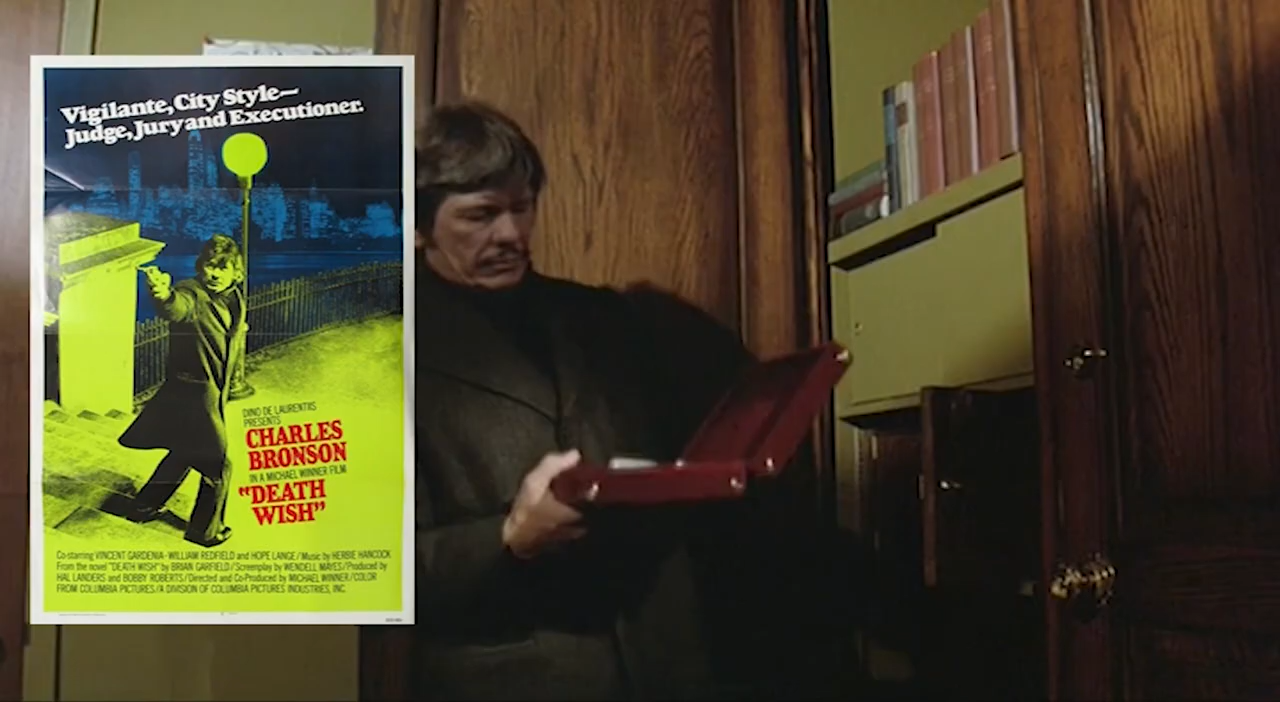 Vigilante, City Style—
Judge, Jury and Executioner.
DINO DE LAURENTIIS
PRESENTS
CHARLES
BRONSON
IN A MICHAEL WINNER FILM
"DEATH
WISH"
Co-starring VINCENT GARDENIA · WILLIAM REDFIELD and HOPE LANGE / Music by HERBIE HANCOCK
From the novel "DEATH WISH" by BRIAN GARFIELD / Screenplay by WENDELL MAYES / Produced by
HAL LANDERS and BOBBY ROBERTS / Directed and Co-Produced by MICHAEL WINNER / COLOR
FROM COLUMBIA PICTURES / A DIVISION OF COLUMBIA PICTURES INDUSTRIES, INC.